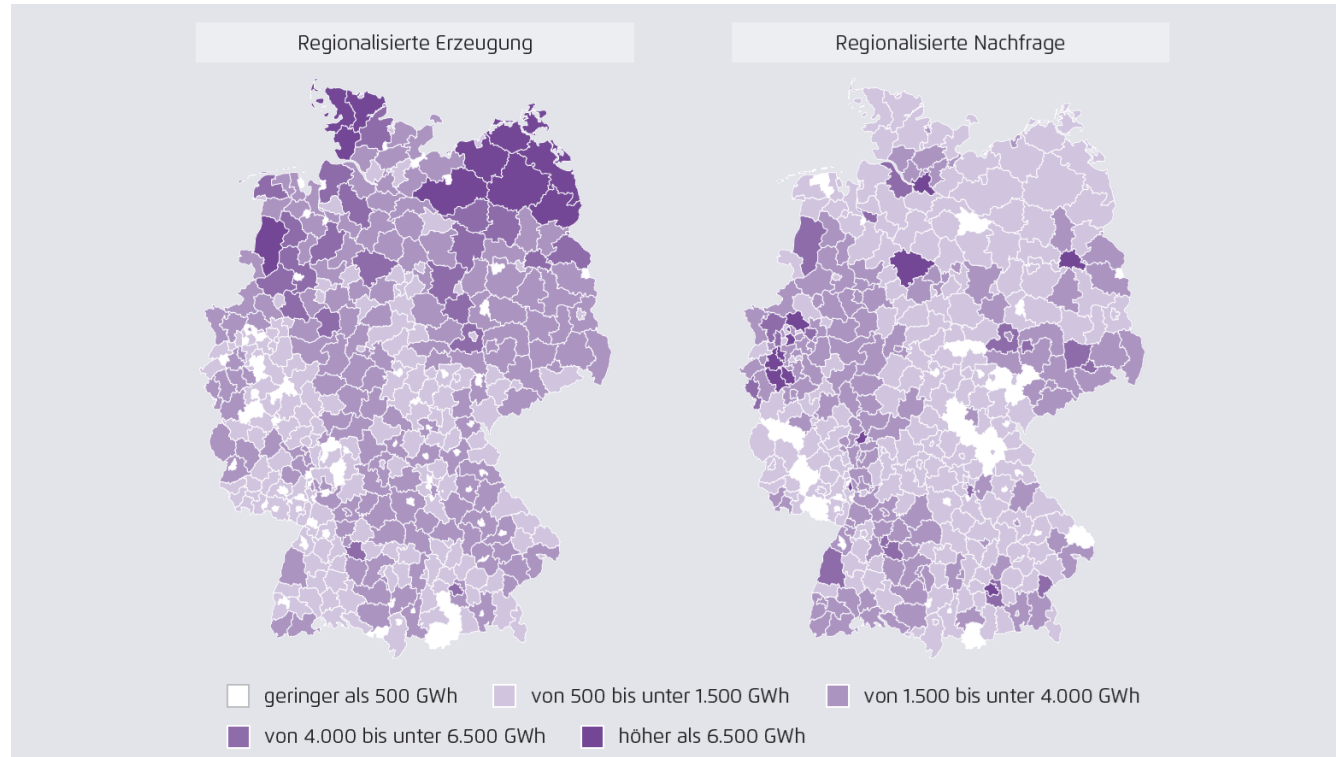 Regionalisierte Erzeugung
Regionalisierte Nachfrage
geringer als 500 GWh
von 500 bis unter 1.500 GWh
von 1.500 bis unter 4.000 GWh
von 4.000 bis unter 6.500 GWh
höher als 6.500 GWh